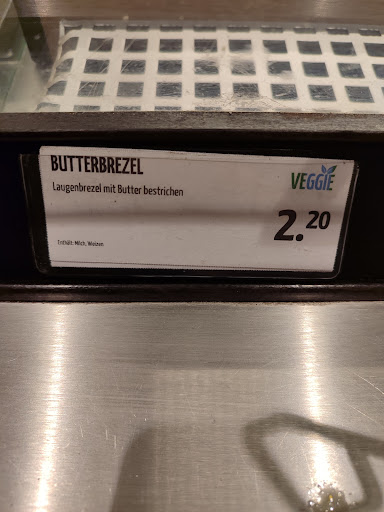 BUTTERBREZEL
VEGGIE
Laugenbrezel mit Butter bestrichen
2.20
Enthält: Milch, Weizen